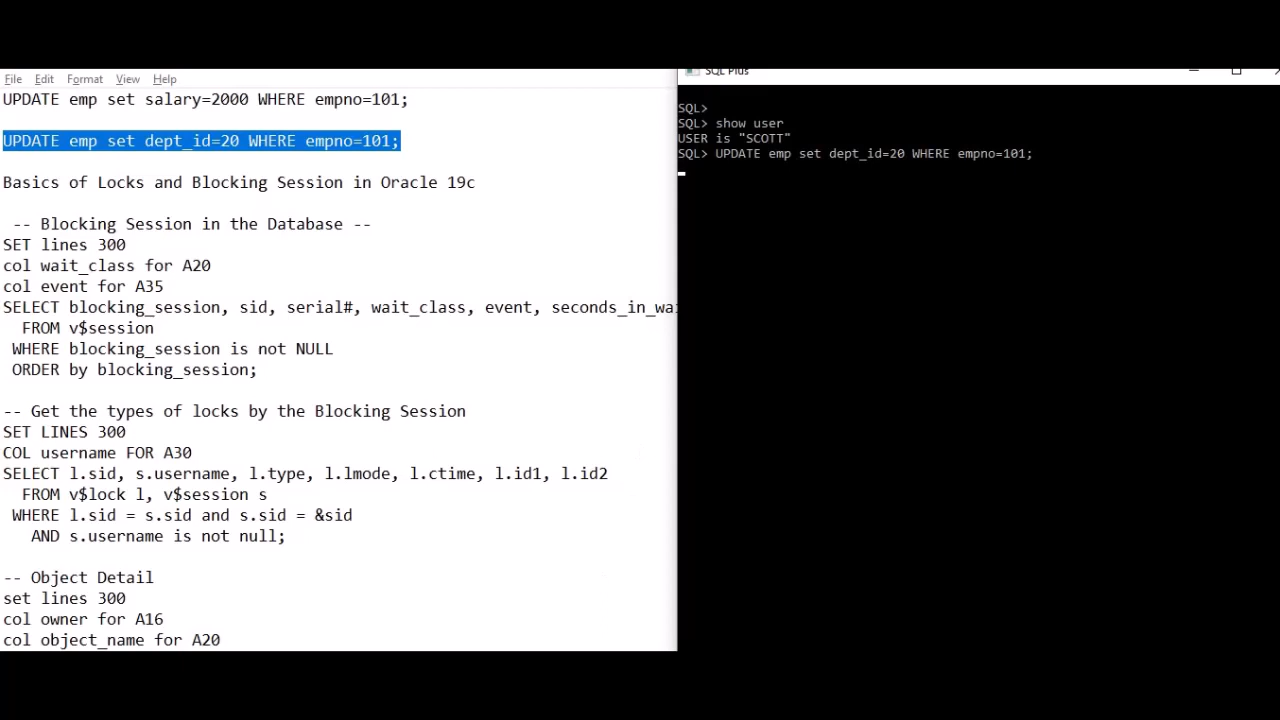 File Edit Format View Help
UPDATE emp set salary=2000 WHERE empno=101;
UPDATE emp set dept_id=20 WHERE empno=101;
Basics of Locks and Blocking Session in Oracle 19c
-- Blocking Session in the Database --
SET lines 300
col wait_class for A20
col event for A35
SELECT blocking_session, sid, serial#, wait_class, event, seconds_in_wai
FROM v$session
WHERE blocking_session is not NULL
ORDER by blocking_session;
-- Get the types of locks by the Blocking Session
SET LINES 300
COL username FOR A30
SELECT l.sid, s.username, l.type, l.lmode, l.ctime, l.id1, l.id2
FROM v$lock l, v$session s
WHERE l.sid = s.sid and s.sid = &sid
AND s.username is not null;
-- Object Detail
set lines 300
col owner for A16
col object_name for A20
SQL Plus
SQL>
SQL> show user
USER is "SCOTT"
SQL> UPDATE emp set dept_id=20 WHERE empno=101;